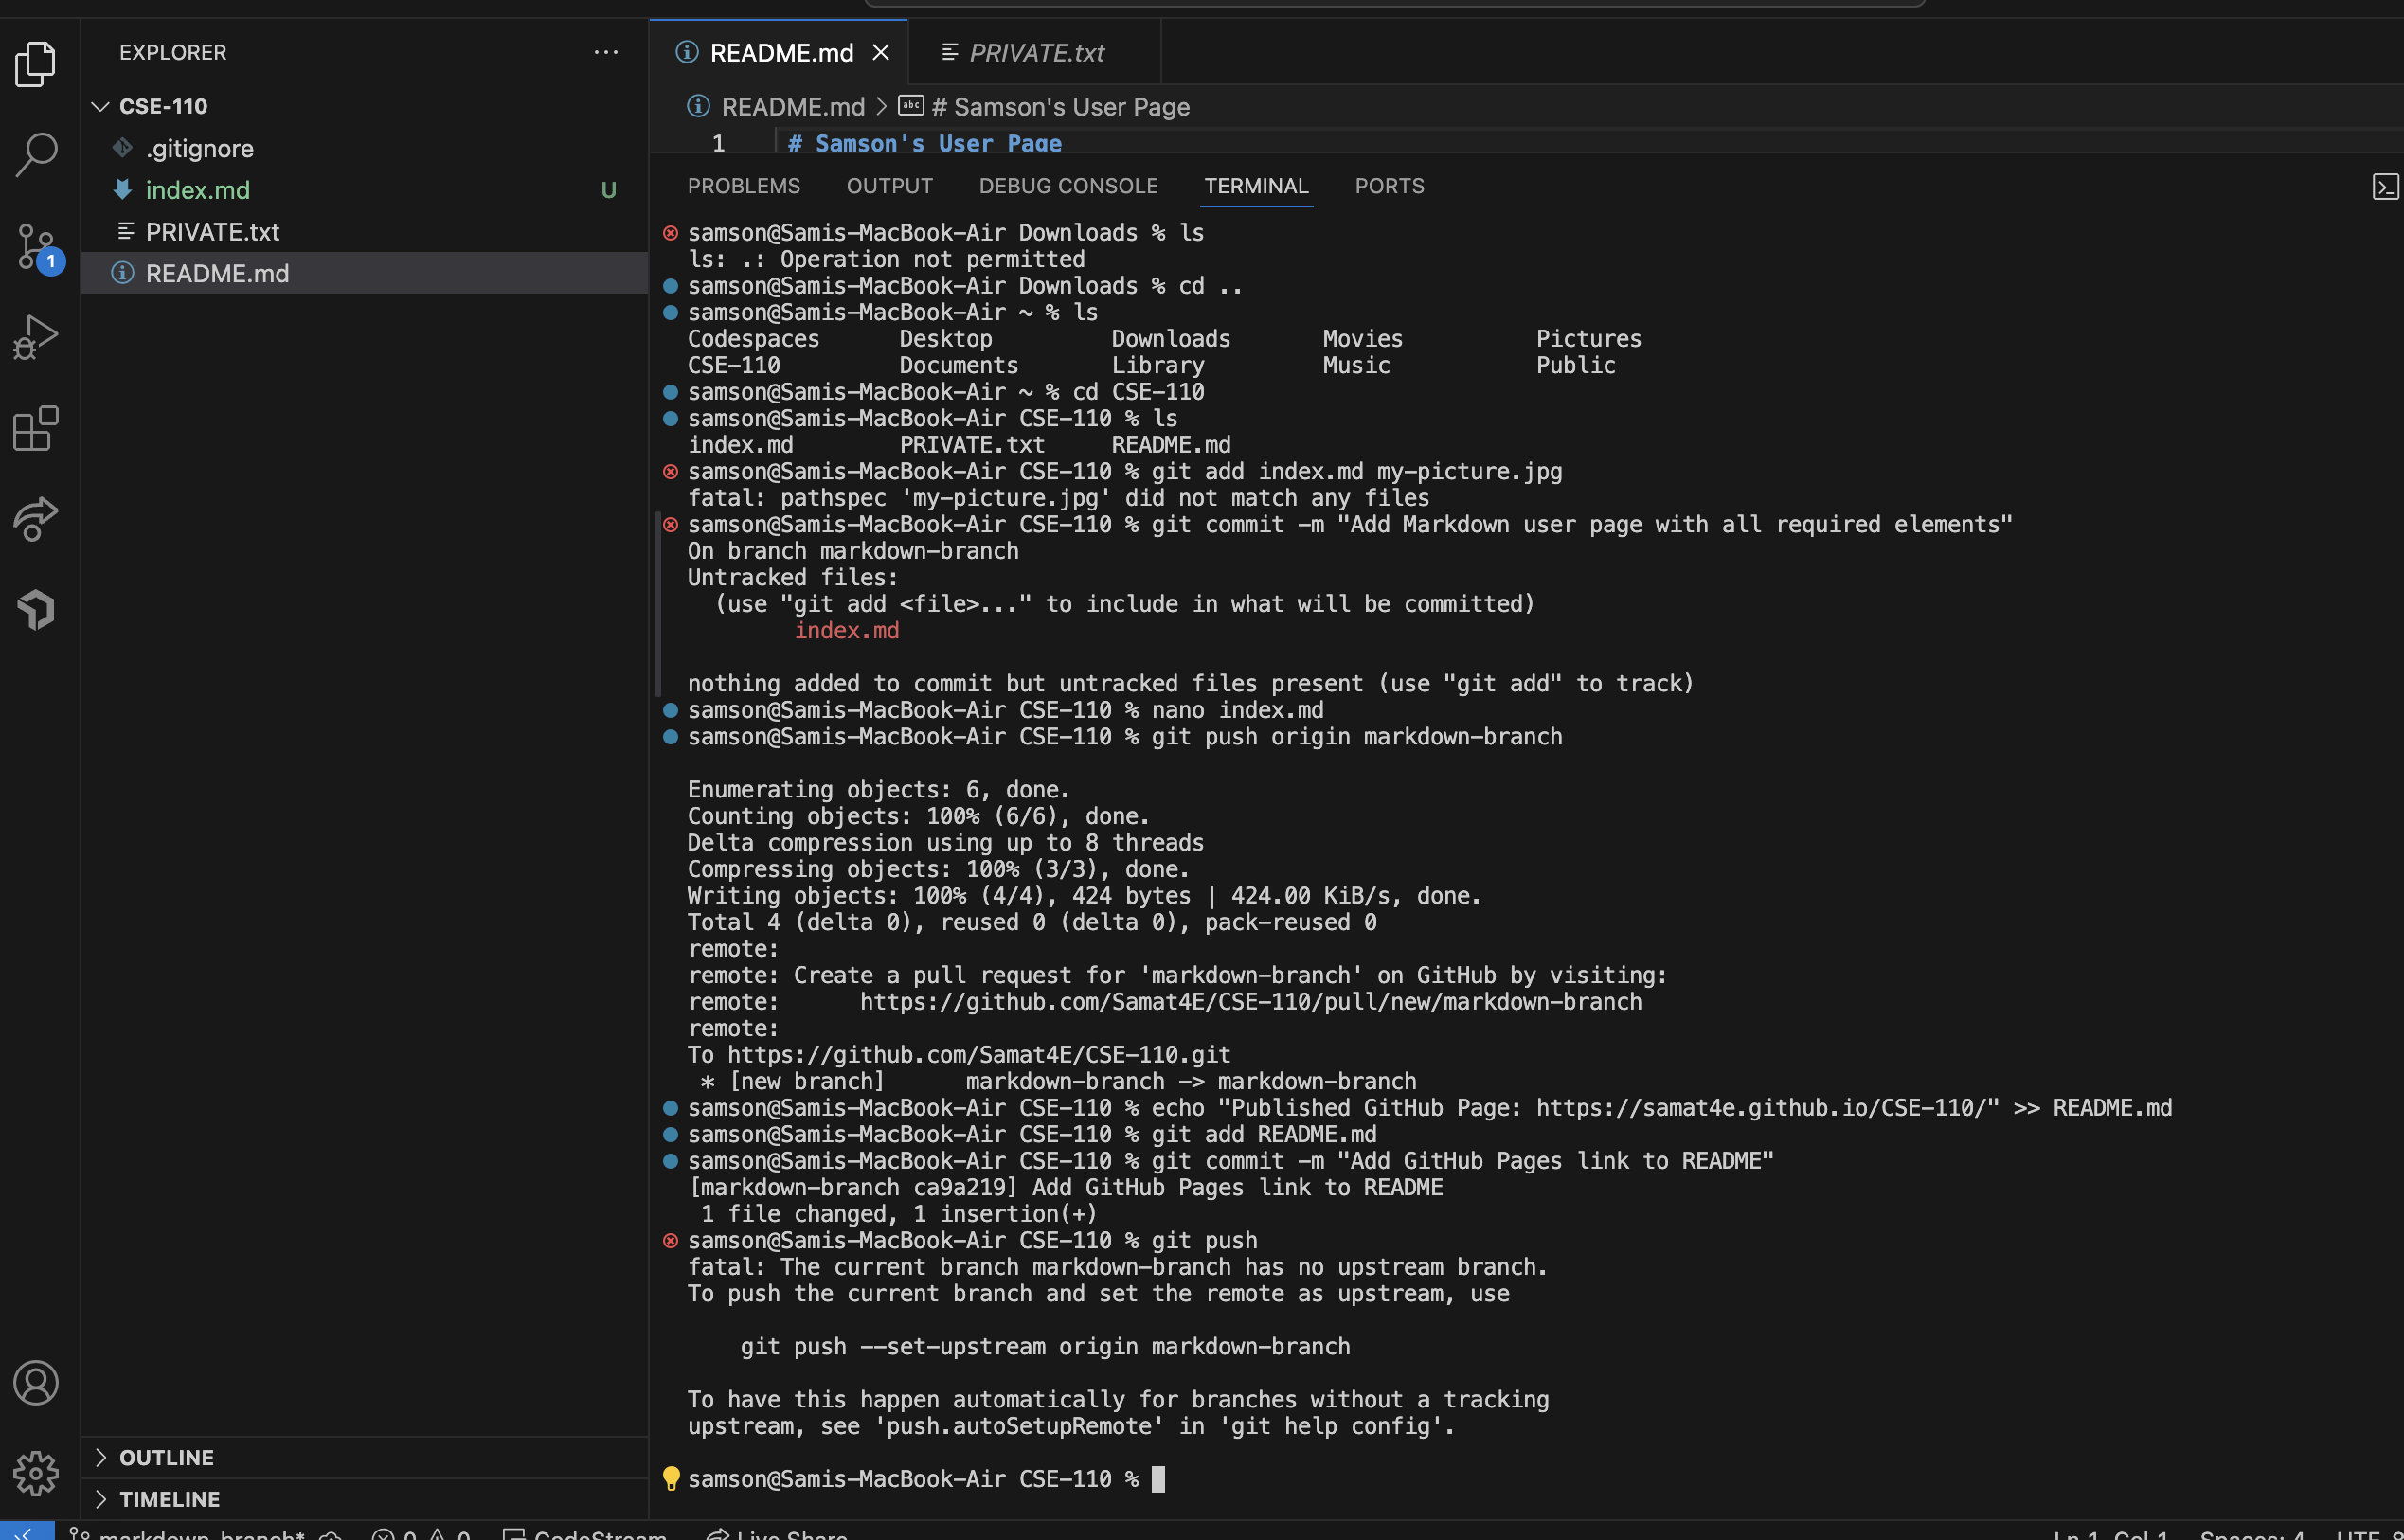 EXPLORER
CSE-110
.gitignore
index.md U
PRIVATE.txt
README.md
1
OUTLINE
TIMELINE
README.md
PRIVATE.txt
README.md > # Samson's User Page
1 # Samson's User Page
PROBLEMS OUTPUT DEBUG CONSOLE TERMINAL PORTS
samson@Samis-MacBook-Air Downloads % ls
ls: .: Operation not permitted
samson@Samis-MacBook-Air Downloads % cd ..
samson@Samis-MacBook-Air ~ % ls
Codespaces Desktop Downloads Movies Pictures
CSE-110 Documents Library Music Public
samson@Samis-MacBook-Air ~ % cd CSE-110
samson@Samis-MacBook-Air CSE-110 % ls
index.md PRIVATE.txt README.md
samson@Samis-MacBook-Air CSE-110 % git add index.md my-picture.jpg
fatal: pathspec 'my-picture.jpg' did not match any files
samson@Samis-MacBook-Air CSE-110 % git commit -m "Add Markdown user page with all required elements"
On branch markdown-branch
Untracked files:
(use "git add <file>..." to include in what will be committed)
index.md
nothing added to commit but untracked files present (use "git add" to track)
samson@Samis-MacBook-Air CSE-110 % nano index.md
samson@Samis-MacBook-Air CSE-110 % git push origin markdown-branch
Enumerating objects: 6, done.
Counting objects: 100% (6/6), done.
Delta compression using up to 8 threads
Compressing objects: 100% (3/3), done.
Writing objects: 100% (4/4), 424 bytes | 424.00 KiB/s, done.
Total 4 (delta 0), reused 0 (delta 0), pack-reused 0
remote:
remote: Create a pull request for 'markdown-branch' on GitHub by visiting:
remote: https://github.com/Samat4E/CSE-110/pull/new/markdown-branch
remote:
To https://github.com/Samat4E/CSE-110.git
* [new branch] markdown-branch -> markdown-branch
samson@Samis-MacBook-Air CSE-110 % echo "Published GitHub Page: https://samat4e.github.io/CSE-110/" >> README.md
samson@Samis-MacBook-Air CSE-110 % git add README.md
samson@Samis-MacBook-Air CSE-110 % git commit -m "Add GitHub Pages link to README"
[markdown-branch ca9a219] Add GitHub Pages link to README
1 file changed, 1 insertion(+)
samson@Samis-MacBook-Air CSE-110 % git push
fatal: The current branch markdown-branch has no upstream branch.
To push the current branch and set the remote as upstream, use
git push --set-upstream origin markdown-branch
To have this happen automatically for branches without a tracking
upstream, see 'push.autoSetupRemote' in 'git help config'.
samson@Samis-MacBook-Air CSE-110 %
markdown-branch* 0 0 CodeStream Live Share Ln 1, Col 1 Spaces: 4